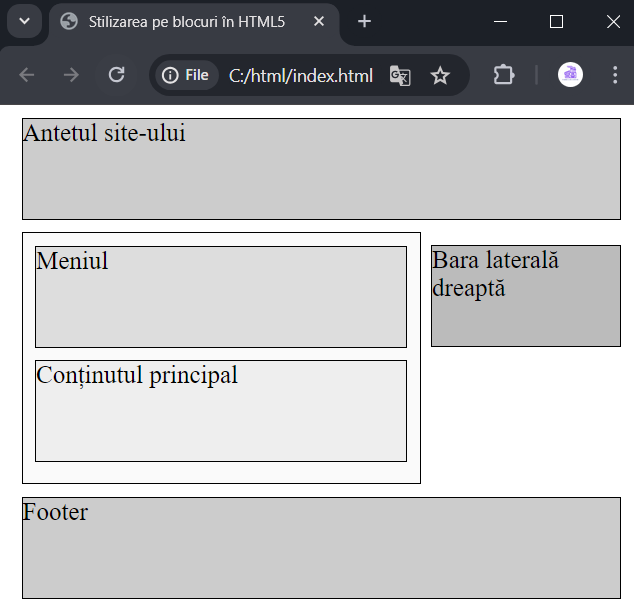 Stilizarea pe blocuri în HTML5
File
C:/html/index.html
Antetul site-ului
Meniul
Bara laterală
dreaptă
Conținutul principal
Footer